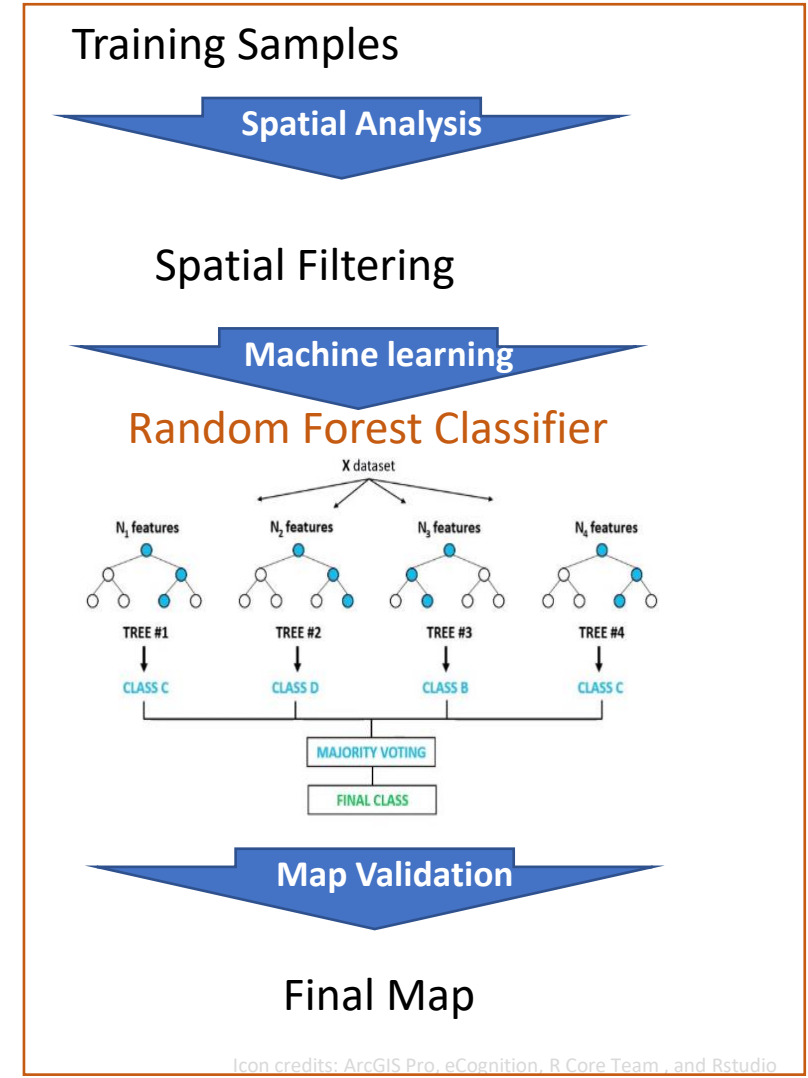 Training Samples
Spatial Analysis
Spatial Filtering
Machine learning
Random Forest Classifier
X dataset
N₁ features N₂ features N₃ features N₄ features
TREE #1 TREE #2 TREE #3 TREE #4
CLASS C CLASS D CLASS B CLASS C
MAJORITY VOTING
FINAL CLASS
Map Validation
Final Map
Icon credits: ArcGIS Pro, eCognition, R Core Team , and Rstudio